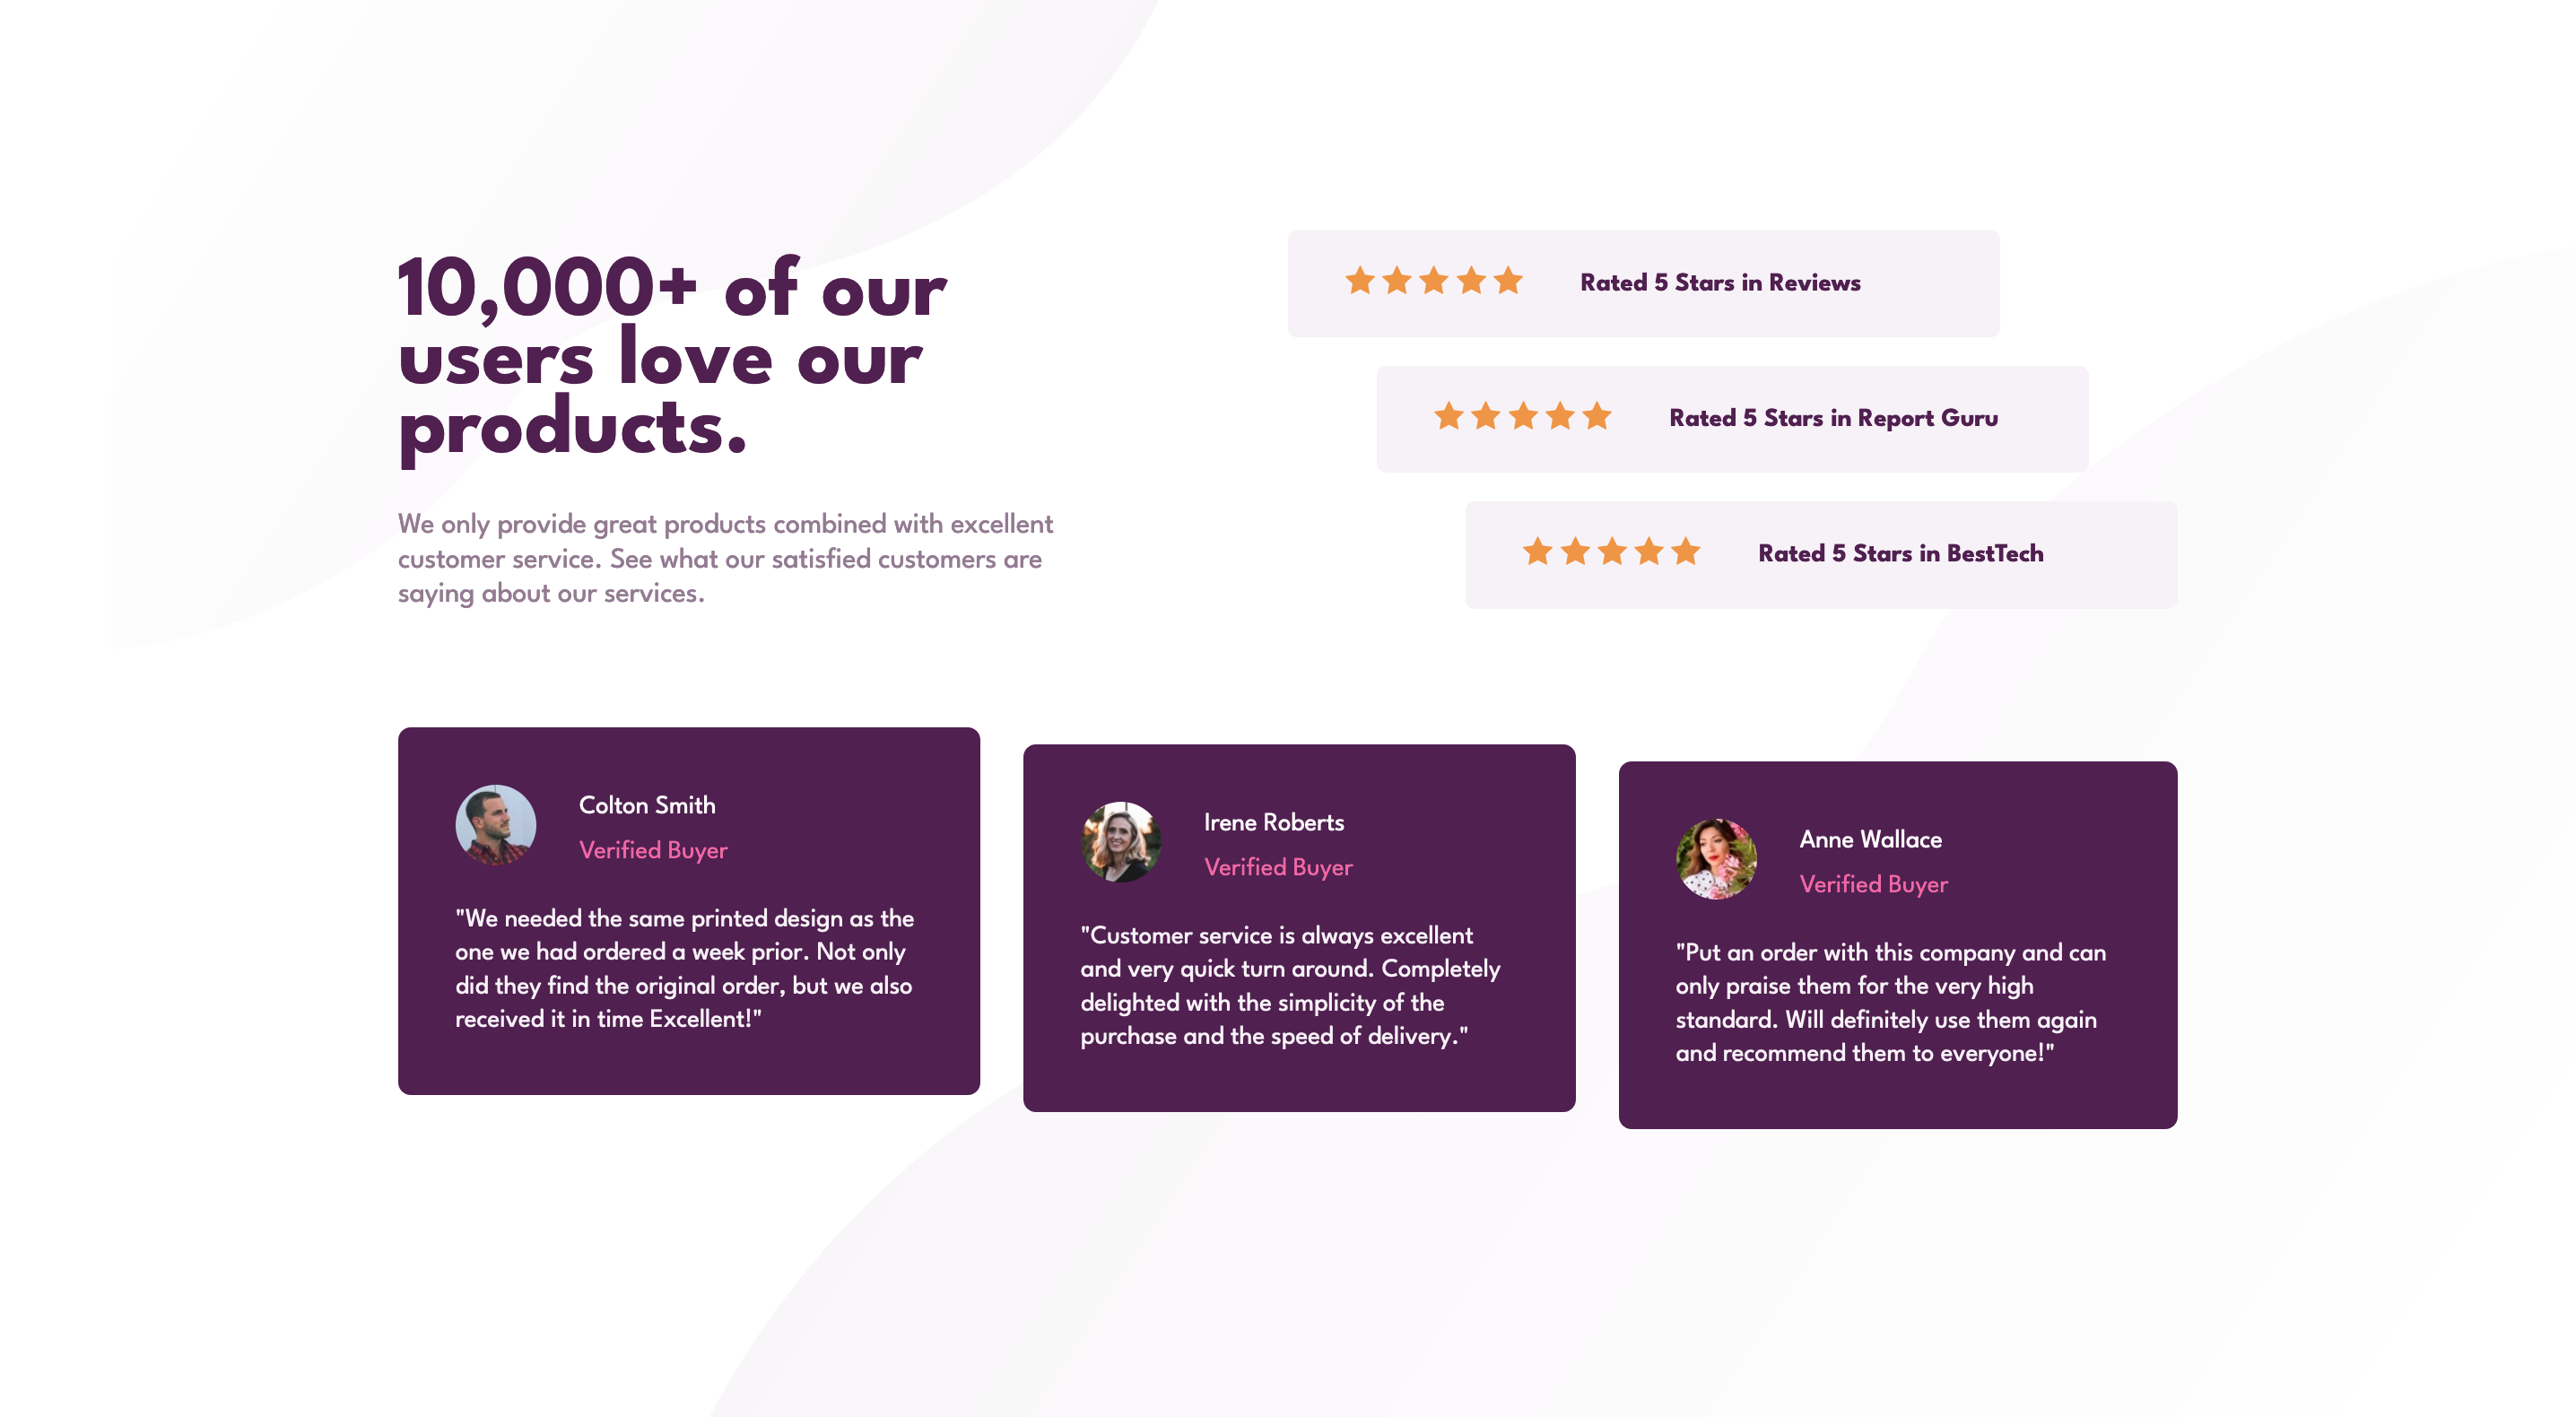 10,000+ of our
users love our
products.
We only provide great products combined with excellent
customer service. See what our satisfied customers are
saying about our services.
Rated 5 Stars in Reviews
Rated 5 Stars in Report Guru
Rated 5 Stars in BestTech
Colton Smith
Verified Buyer
"We needed the same printed design as the
one we had ordered a week prior. Not only
did they find the original order, but we also
received it in time Excellent!"
Irene Roberts
Verified Buyer
"Customer service is always excellent
and very quick turn around. Completely
delighted with the simplicity of the
purchase and the speed of delivery."
Anne Wallace
Verified Buyer
"Put an order with this company and can
only praise them for the very high
standard. Will definitely use them again
and recommend them to everyone!"